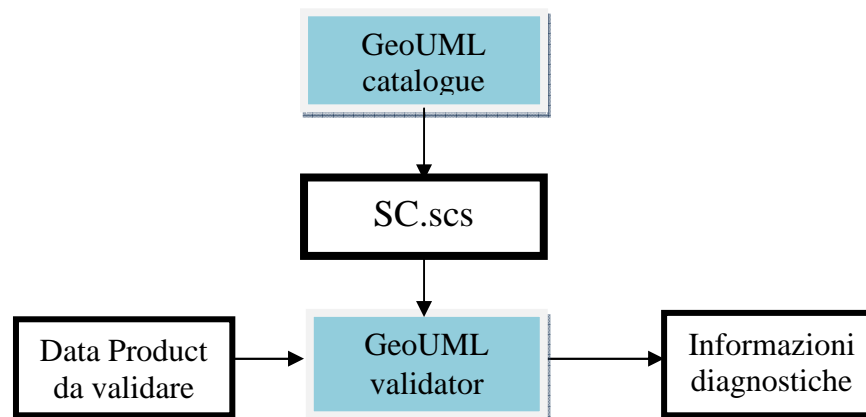 GeoUML
catalogue
SC.scs
Data Product
da validare
GeoUML
validator
Informazioni
diagnostiche